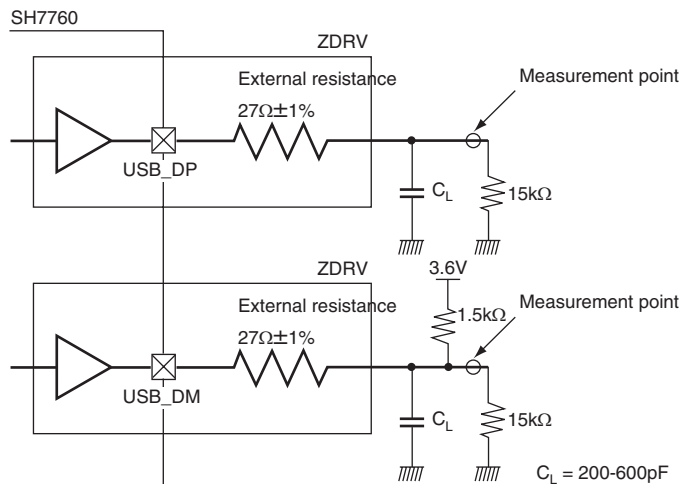 SH7760
ZDRV
External resistance
Measurement point
27Ω±1%
USB_DP
CL
15kΩ
ZDRV
3.6V
External resistance
Measurement point
27Ω±1%
1.5kΩ
USB_DM
CL
15kΩ
CL = 200-600pF